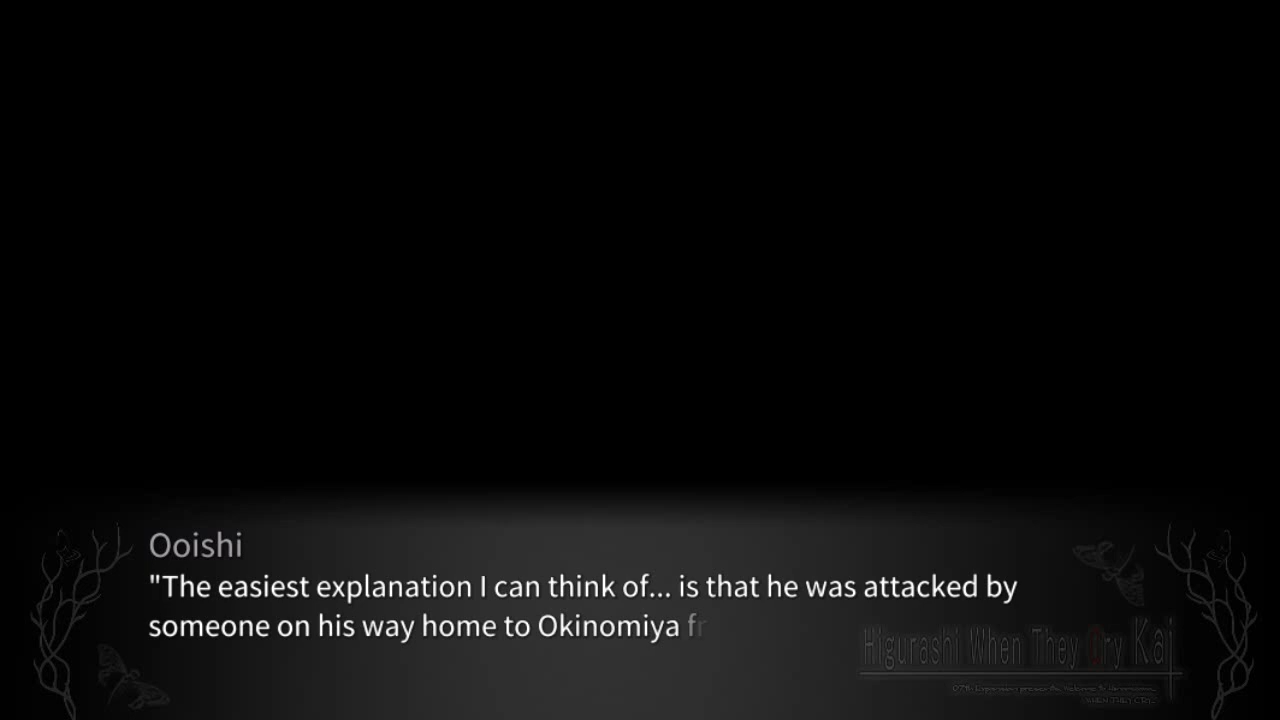 Ooishi
"The easiest explanation I can think of... is that he was attacked by
someone on his way home to Okinomiya fr
Higurashi When They Cry Kai